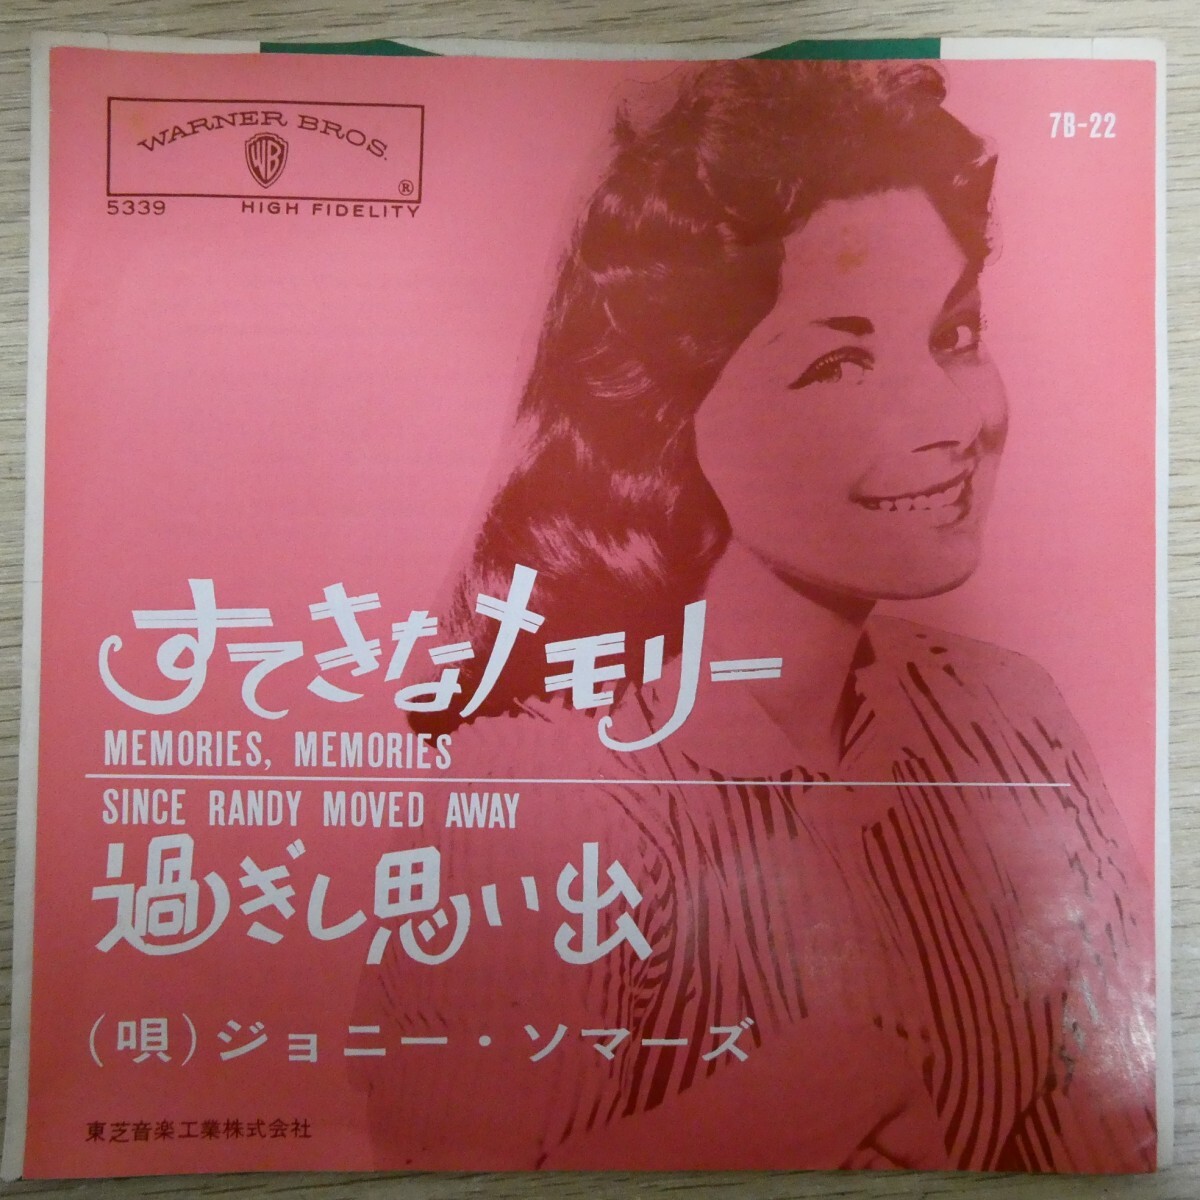 WARNER BROS.
WB
®
5339 HIGH FIDELITY
7B-22
すてきなメモリー
MEMORIES, MEMORIES
SINCE RANDY MOVED AWAY
過ぎし思い出
(唄)ジョニー・ソマーズ
東芝音楽工業株式会社